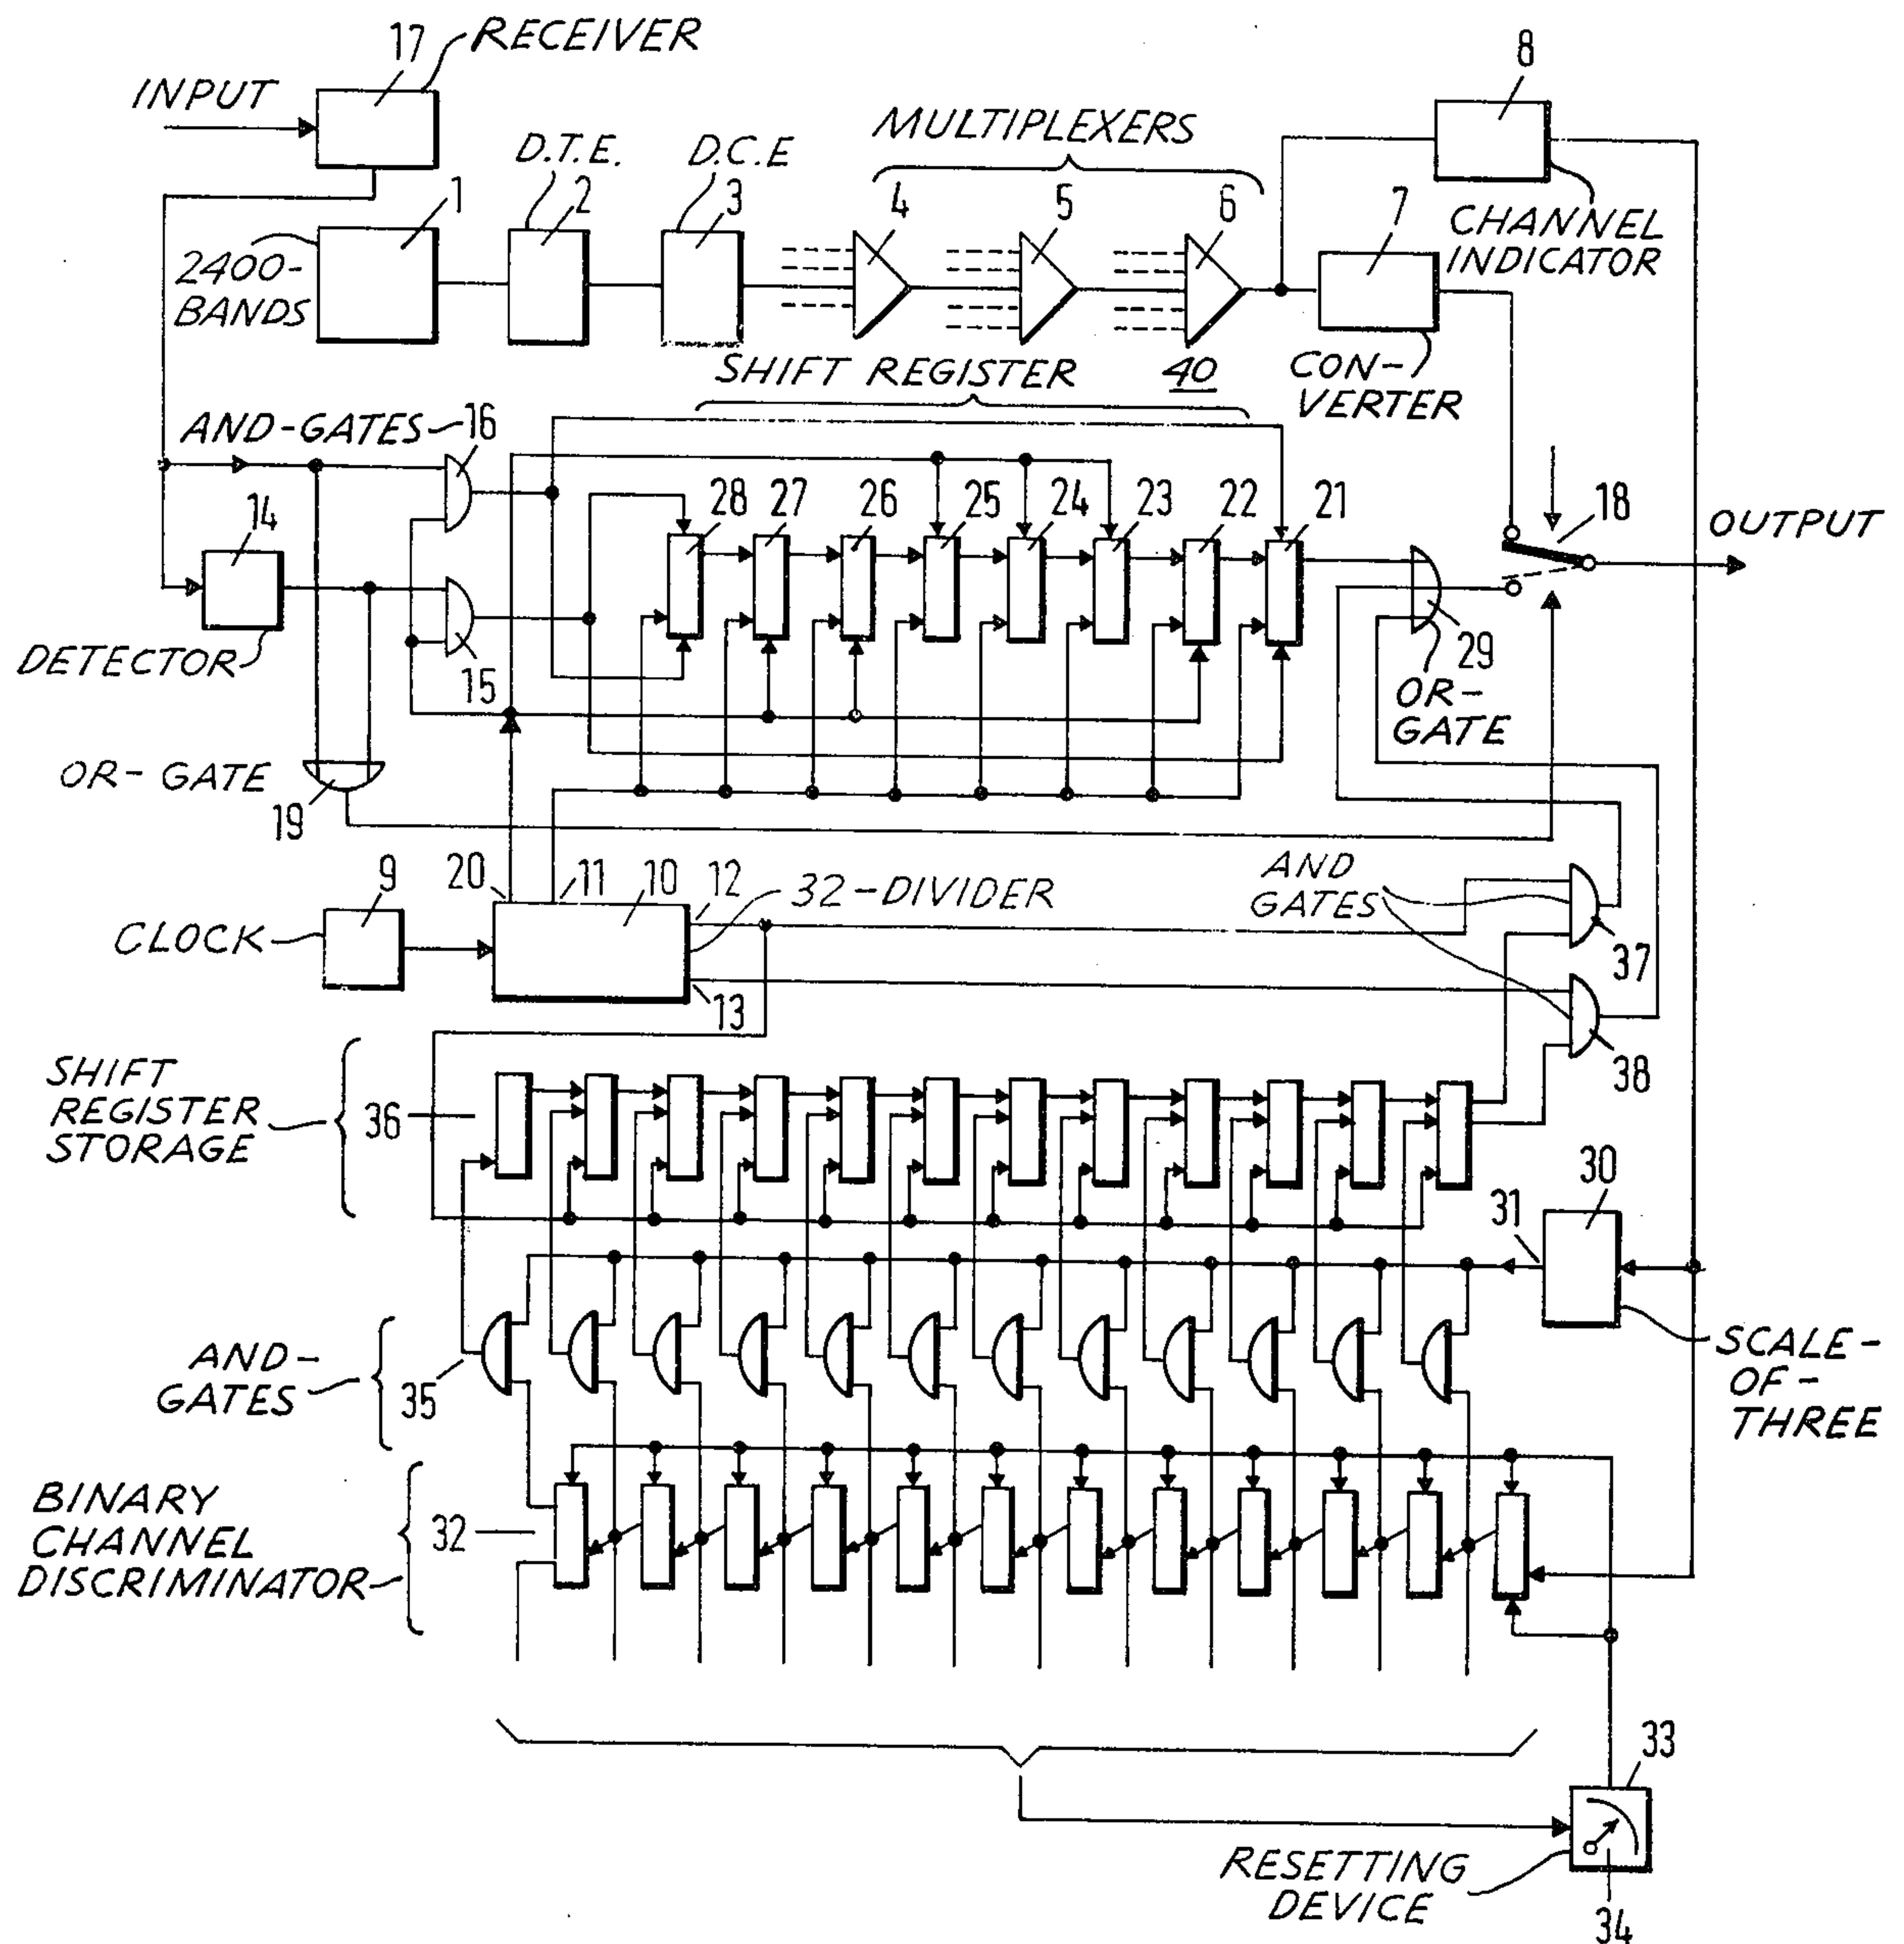 17
RECEIVER
INPUT
8
MULTIPLEXERS
D.T.E.
D.C.E
1
2
3
4
5
6
7
CHANNEL
INDICATOR
2400-
BANDS
SHIFT REGISTER
40
CON-
VERTER
AND-GATES
16
28
27
26
25
24
23
22
21
18
OUTPUT
14
DETECTOR
15
29
OR-
GATE
OR-GATE
19
9
20
11
10
12
32-DIVIDER
AND
GATES
CLOCK
37
13
38
SHIFT
REGISTER
STORAGE
36
30
31
AND-
GATES
35
SCALE-
OF-
THREE
BINARY
CHANNEL
DISCRIMINATOR
32
33
RESETTING
DEVICE
34